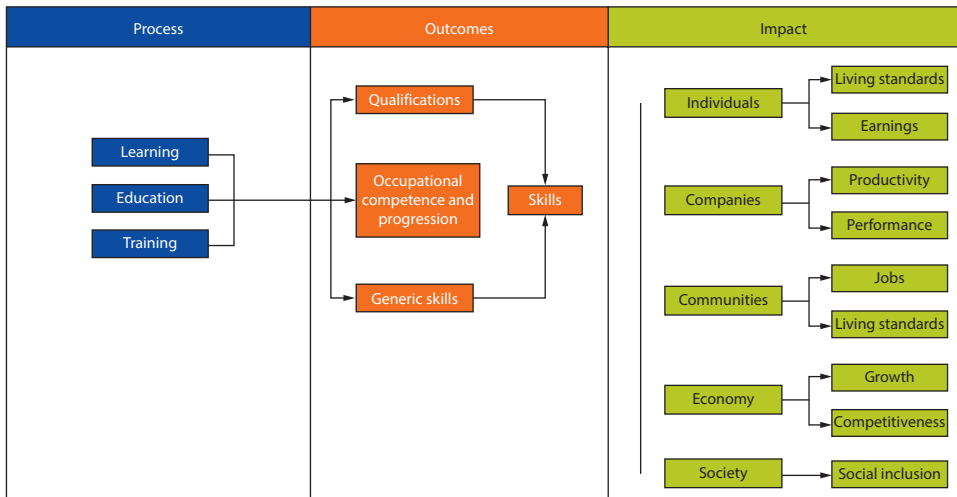 Process
Outcomes
Impact
Learning
Education
Training
Qualifications
Occupational
competence and
progression
Generic skills
Skills
Individuals
Living standards
Earnings
Companies
Productivity
Performance
Communities
Jobs
Living standards
Economy
Growth
Competitiveness
Society
Social inclusion